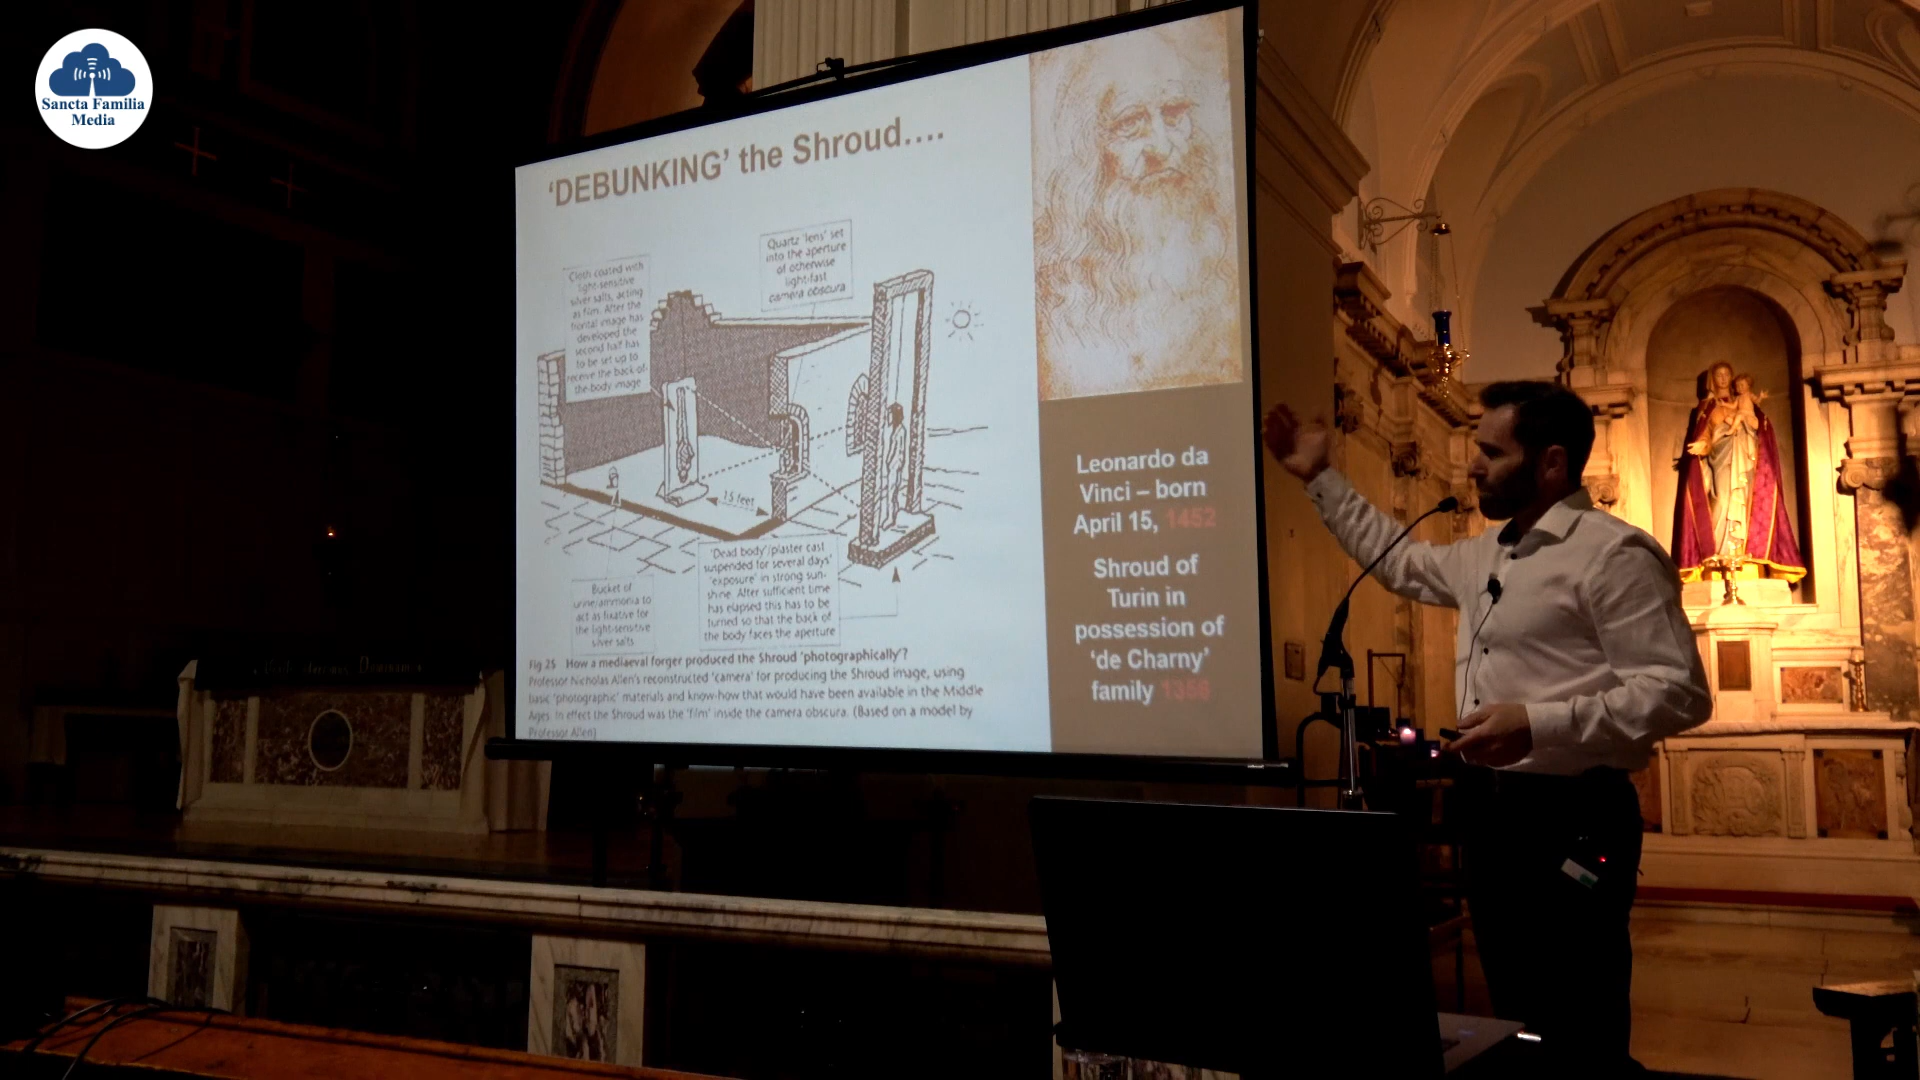 Sancta Familia
Media
‘DEBUNKING’ the Shroud....
Quartz 'lens' set
into the aperture
of otherwise
light-fast
camera obscura
Cloth coated with
light-sensitive
silver salts, acting
as film. After the
frontal image has
developed the
second half has
to be set up to
receive the back-of-
the-body image
15 feet
'Dead body'/plaster cast
suspended for several days'
'exposure' in strong sun-
shine. After sufficient time
has elapsed this has to be
turned so that the back of
the body faces the aperture
Bucket of
urine/ammonia to
act as fixative for
the light-sensitive
silver salts
Fig 25 How a mediaeval forger produced the Shroud 'photographically'?
Professor Nicholas Allen's reconstructed 'camera' for producing the Shroud image, using
basic 'photographic' materials and know-how that would have been available in the Middle
Ages. In effect the Shroud was the 'film' inside the camera obscura. (Based on a model by
Professor Allen)
Leonardo da
Vinci – born
April 15, 1452
Shroud of
Turin in
possession of
‘de Charny’
family 1356